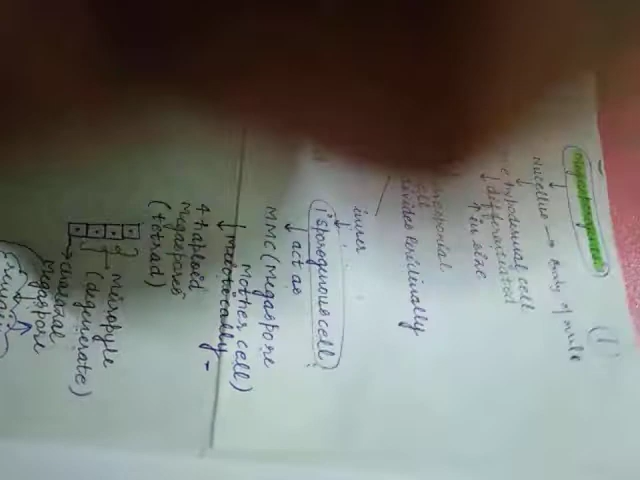 Megasporogenesis
(1)
Nucellus → body of ovule
hypodermal cell
↓ differentiated
↑ in size
cell
divides periclinally
inner
(sporogenous cell)
↓ act as
MMC (megaspore
mother cell)
↓ meiotically -
4 haploid
megaspores
(tetrad)
micropyle
(degenerate)
chalazal
megaspore